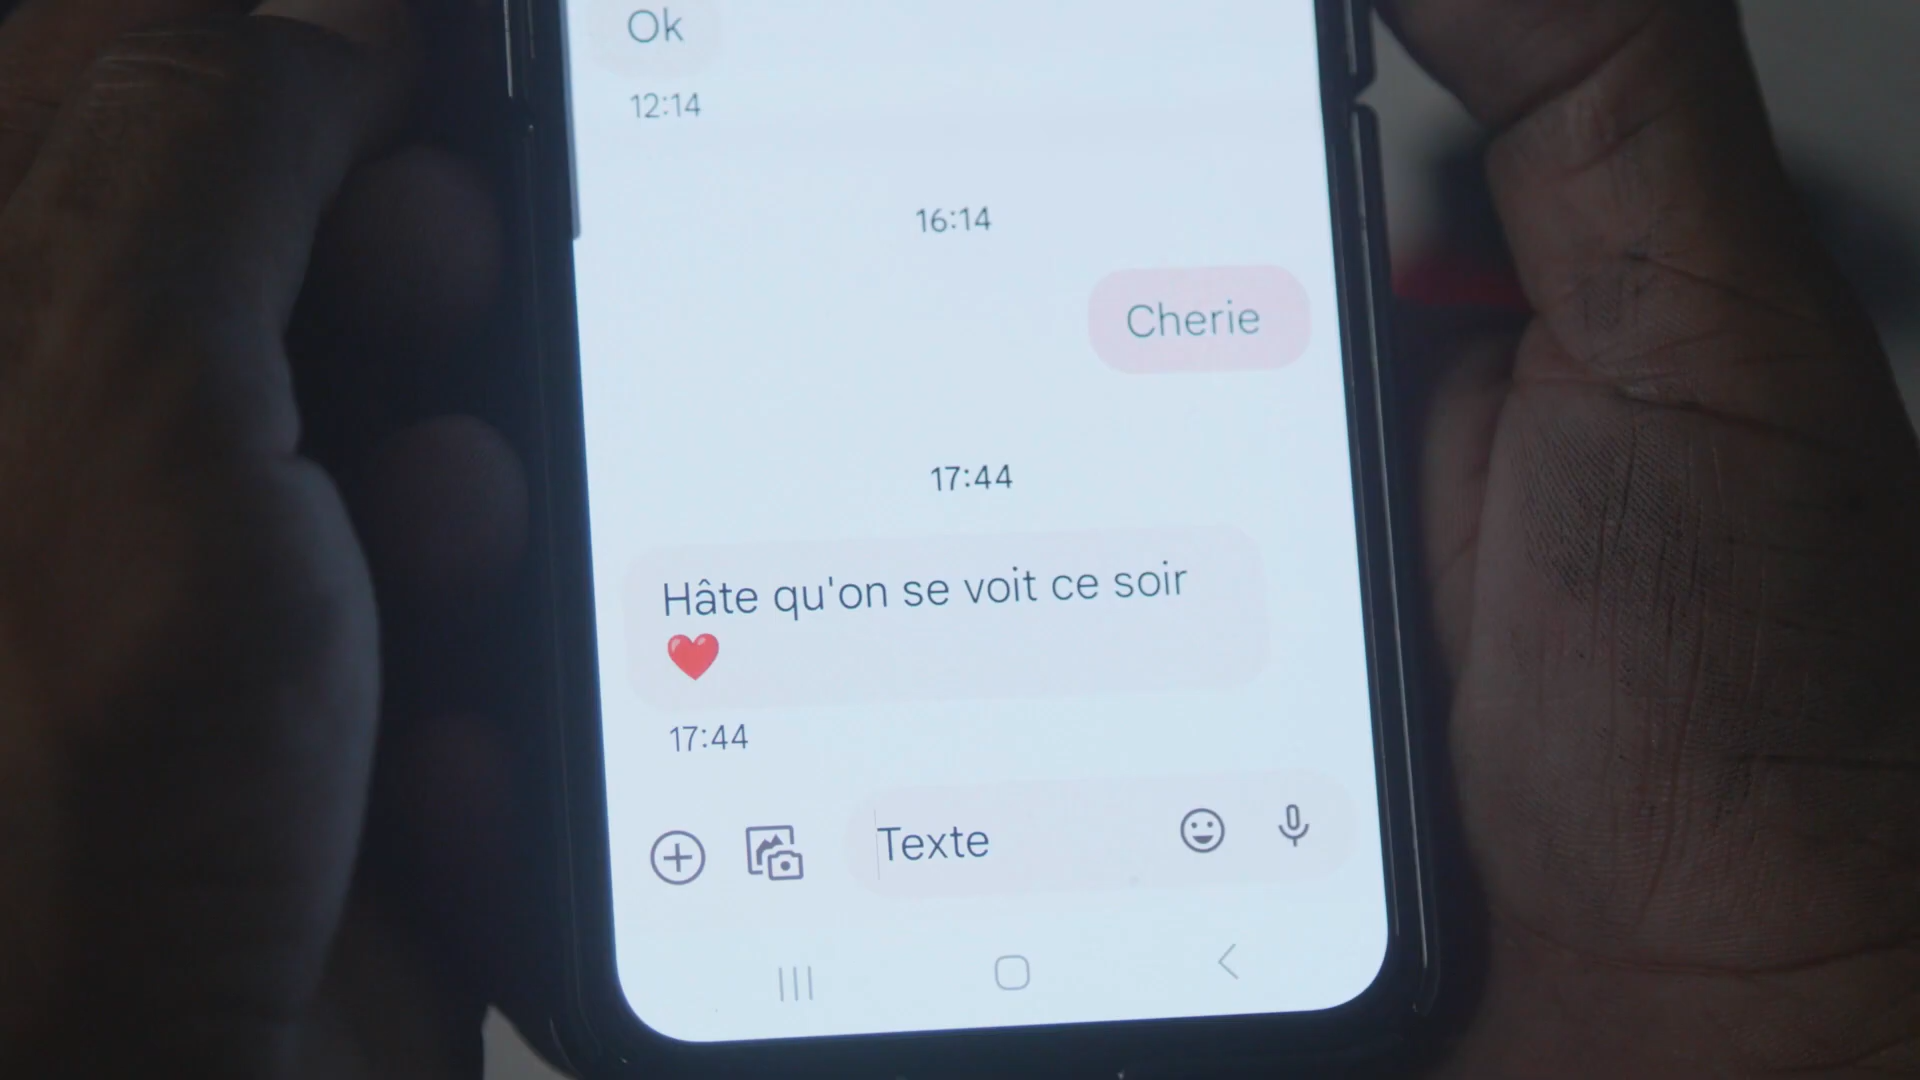 Ok
12:14
16:14
Cherie
17:44
Hâte qu'on se voit ce soir
❤️
17:44
Texte